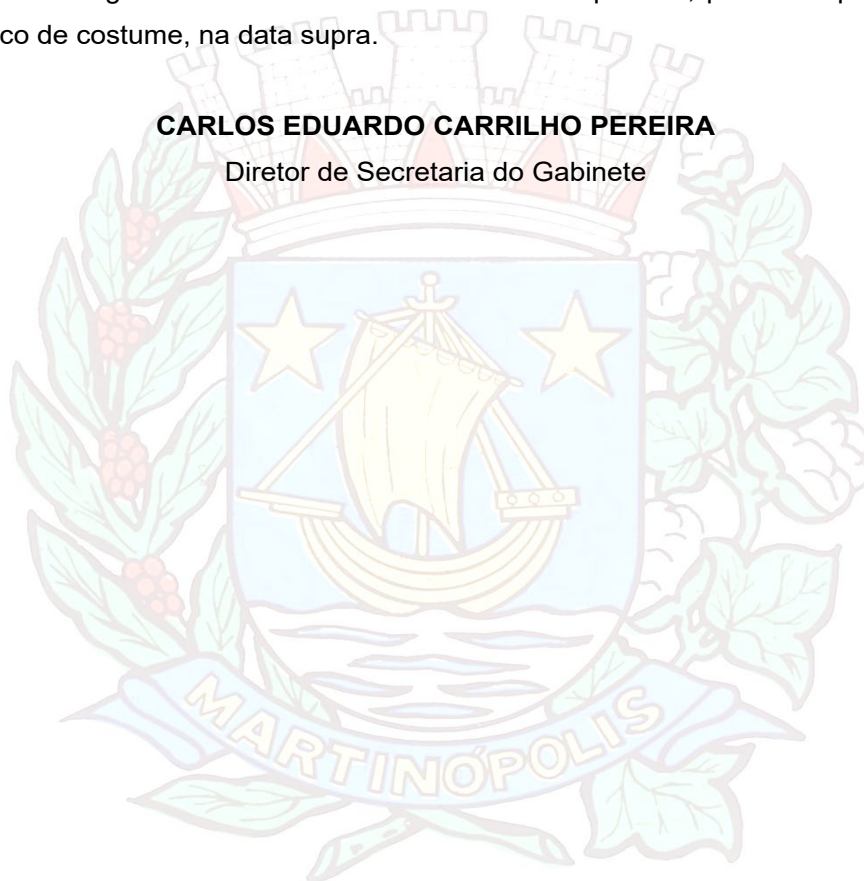 co de costume, na data supra.
CARLOS EDUARDO CARRILHO PEREIRA
Diretor de Secretaria do Gabinete
MARTINÓPOLIS